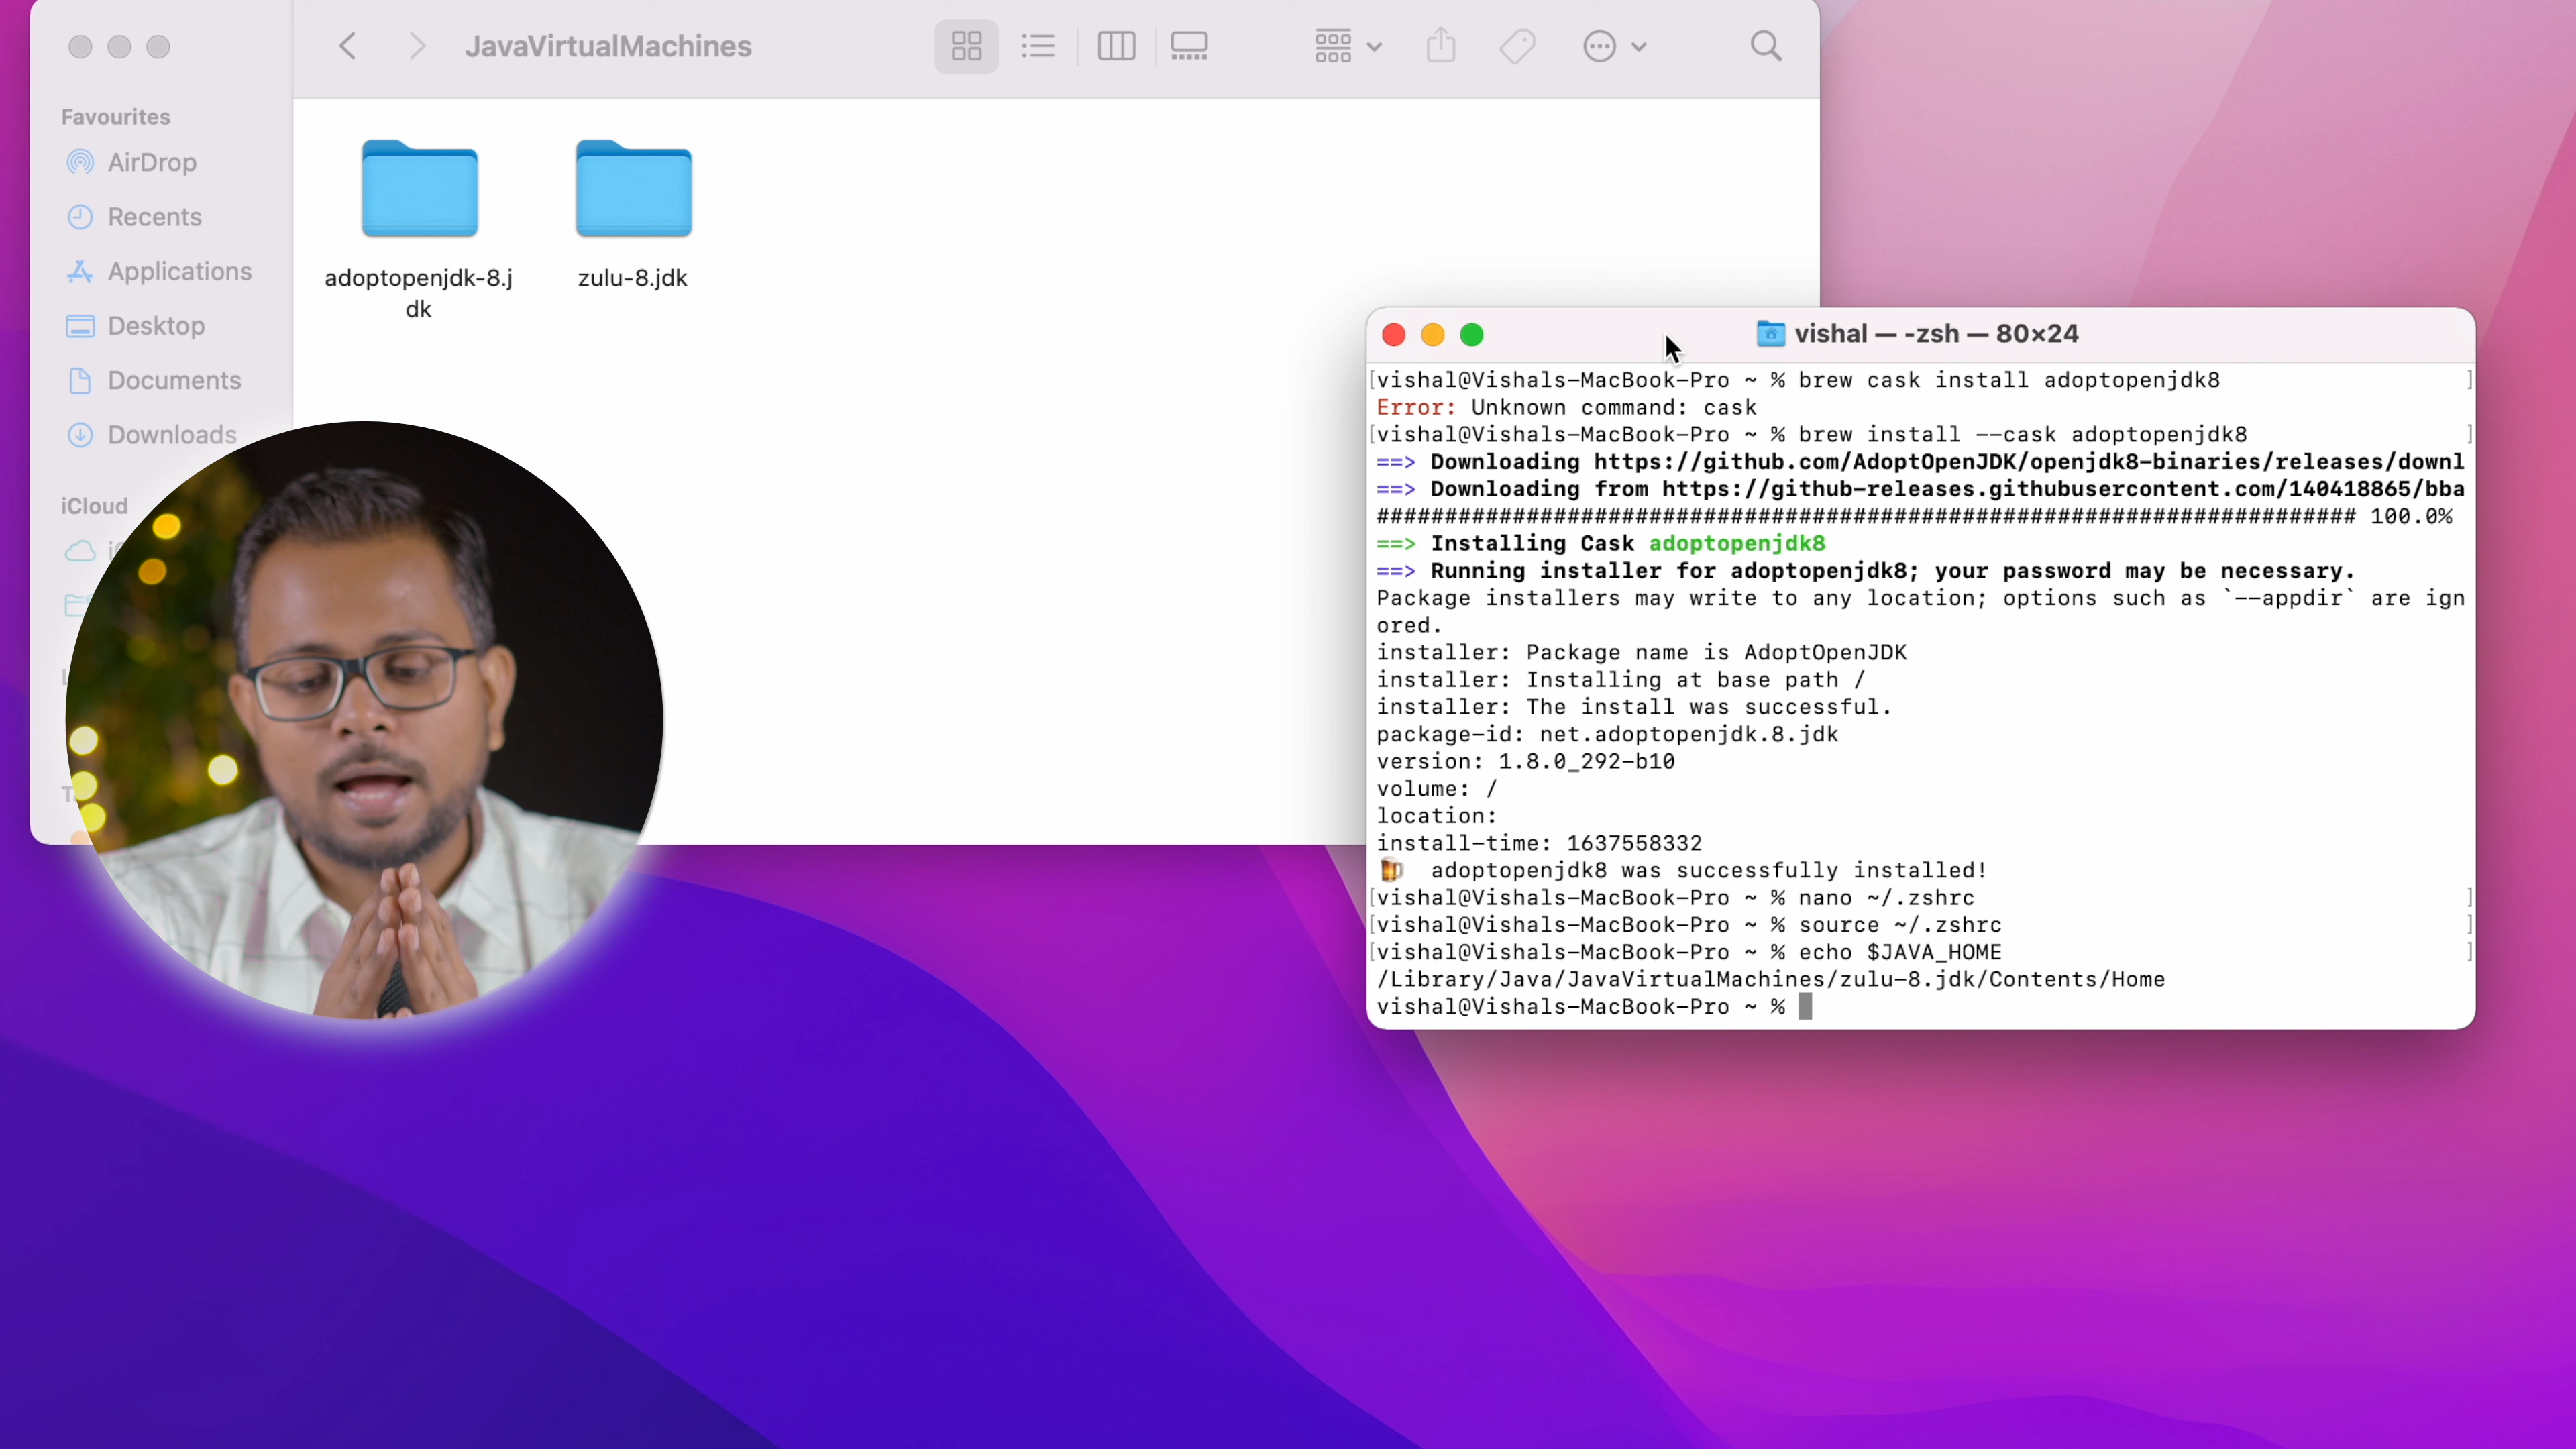 JavaVirtualMachines
Favourites
AirDrop
Recents
Applications
Desktop
Documents
Downloads
iCloud
adoptopenjdk-8.j
dk
zulu-8.jdk
vishal — -zsh — 80×24
[vishal@Vishals-MacBook-Pro ~ % brew cask install adoptopenjdk8 ]
Error: Unknown command: cask
[vishal@Vishals-MacBook-Pro ~ % brew install --cask adoptopenjdk8 ]
==> Downloading https://github.com/AdoptOpenJDK/openjdk8-binaries/releases/downl
==> Downloading from https://github-releases.githubusercontent.com/140418865/bba
######################################################################## 100.0%
==> Installing Cask adoptopenjdk8
==> Running installer for adoptopenjdk8; your password may be necessary.
Package installers may write to any location; options such as `--appdir` are ign
ored.
installer: Package name is AdoptOpenJDK
installer: Installing at base path /
installer: The install was successful.
package-id: net.adoptopenjdk.8.jdk
version: 1.8.0_292-b10
volume: /
location:
install-time: 1637558332
🍺 adoptopenjdk8 was successfully installed!
[vishal@Vishals-MacBook-Pro ~ % nano ~/.zshrc ]
[vishal@Vishals-MacBook-Pro ~ % source ~/.zshrc ]
[vishal@Vishals-MacBook-Pro ~ % echo $JAVA_HOME ]
/Library/Java/JavaVirtualMachines/zulu-8.jdk/Contents/Home
vishal@Vishals-MacBook-Pro ~ %